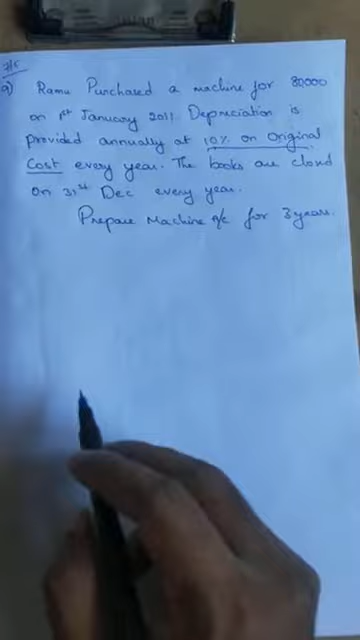 a) Ramu Purchased a machine for 80,000
on 1st January 2011. Depreciation is
provided annually at 10% on Original
Cost every year. The books are closed
on 31st Dec every year.
Prepare Machine a/c for 3 years.